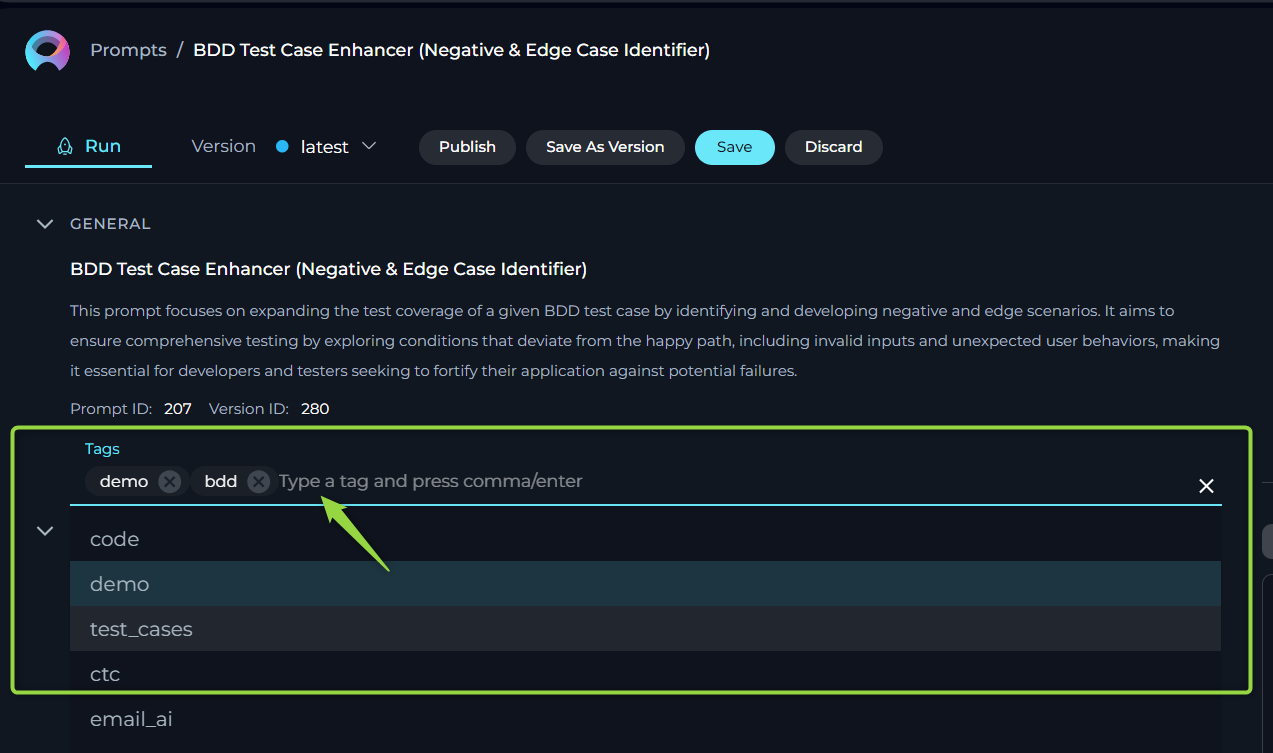 Prompts / BDD Test Case Enhancer (Negative & Edge Case Identifier)
Run Version latest Publish Save As Version Save Discard
GENERAL
BDD Test Case Enhancer (Negative & Edge Case Identifier)
This prompt focuses on expanding the test coverage of a given BDD test case by identifying and developing negative and edge scenarios. It aims to
ensure comprehensive testing by exploring conditions that deviate from the happy path, including invalid inputs and unexpected user behaviors, making
it essential for developers and testers seeking to fortify their application against potential failures.
Prompt ID: 207 Version ID: 280
Tags
demo bdd Type a tag and press comma/enter
code
demo
test_cases
ctc
email_ai